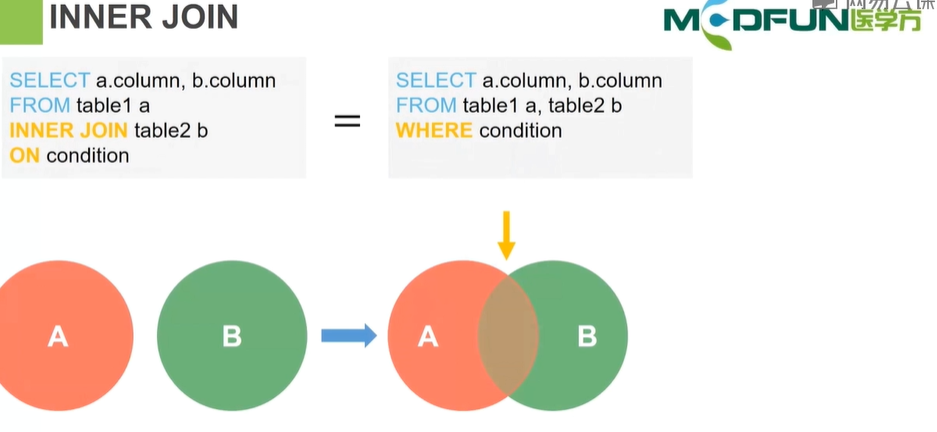 INNER JOIN
MEDFUN医学方
SELECT a.column, b.column
FROM table1 a
INNER JOIN table2 b
ON condition
=
SELECT a.column, b.column
FROM table1 a, table2 b
WHERE condition
A
B
A
B